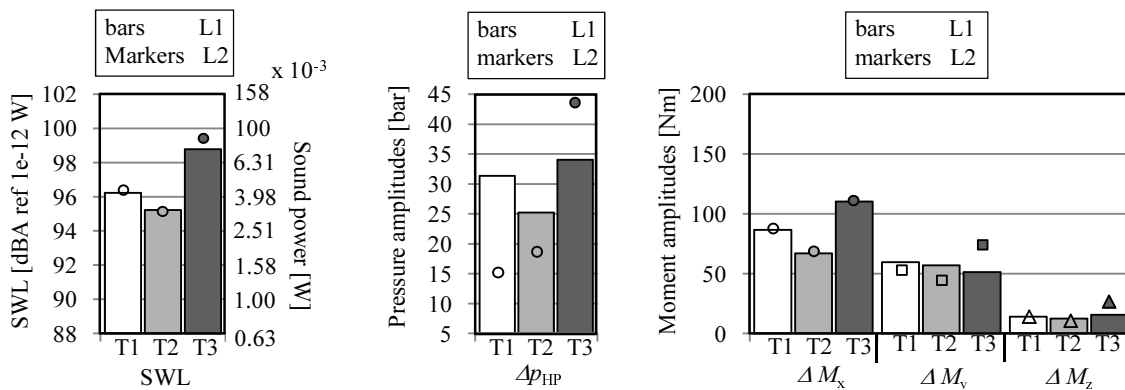 bars L1
Markers L2
x 10⁻³
SWL [dBA ref 1e-12 W]
102
100
98
96
94
92
90
88
158
100
6.31
3.98
2.51
1.58
1.00
0.63
Sound power [W]
T1 T2 T3
SWL
bars L1
markers L2
Pressure amplitudes [bar]
45
40
35
30
25
20
15
10
5
T1 T2 T3
Δp_HP
bars L1
markers L2
Moment amplitudes [Nm]
200
150
100
50
0
T1 T2 T3 T1 T2 T3 T1 T2 T3
Δ M_x Δ M_y Δ M_z